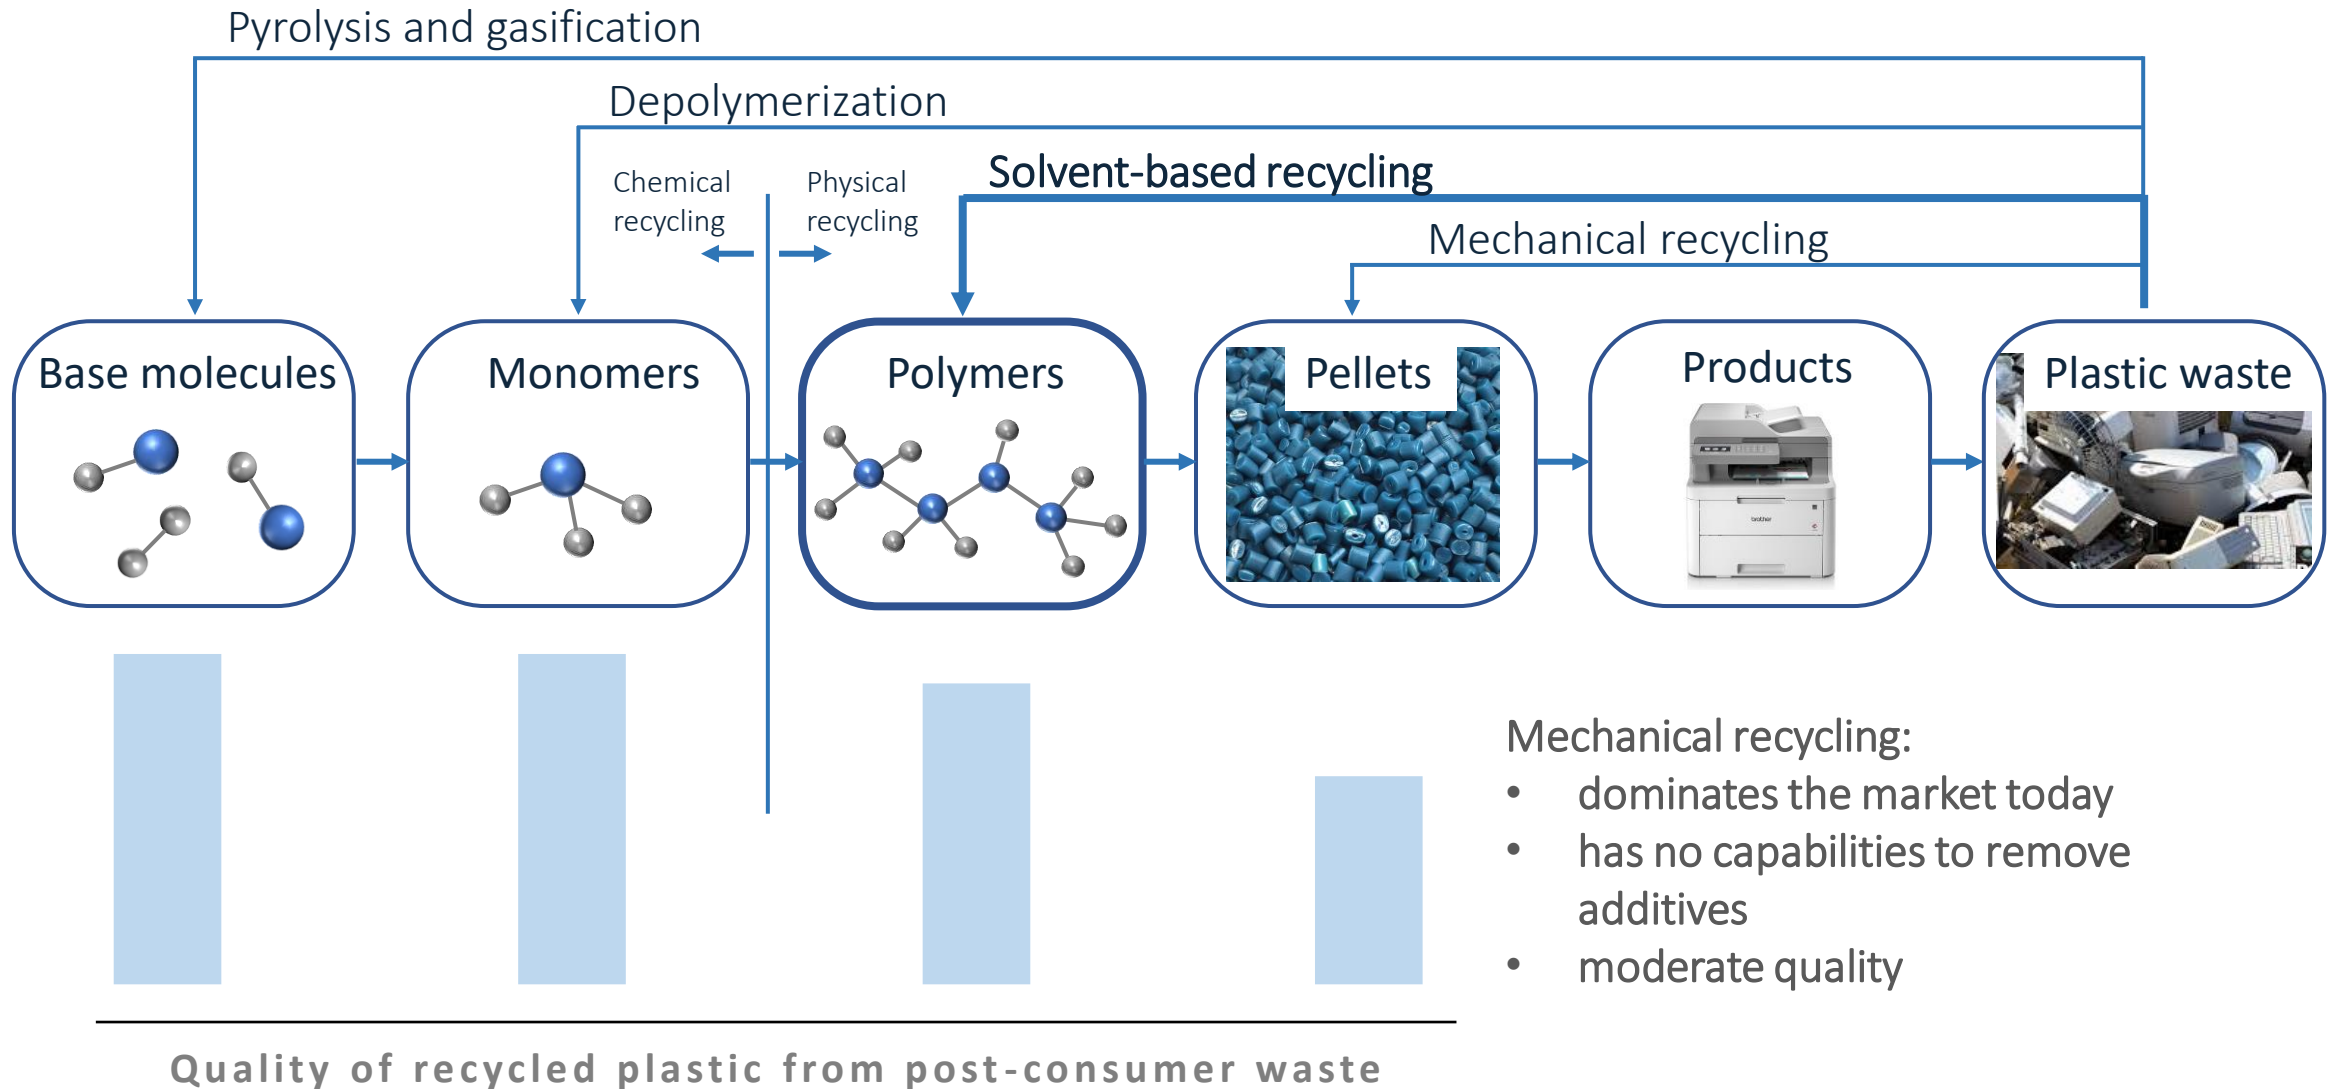 Pyrolysis and gasification
Depolymerization
Solvent-based recycling
Chemical
recycling
Physical
recycling
Mechanical recycling
Base molecules
Monomers
Polymers
Pellets
Products
Plastic waste
brother
Mechanical recycling:
• dominates the market today
• has no capabilities to remove
additives
• moderate quality
Quality of recycled plastic from post-consumer waste